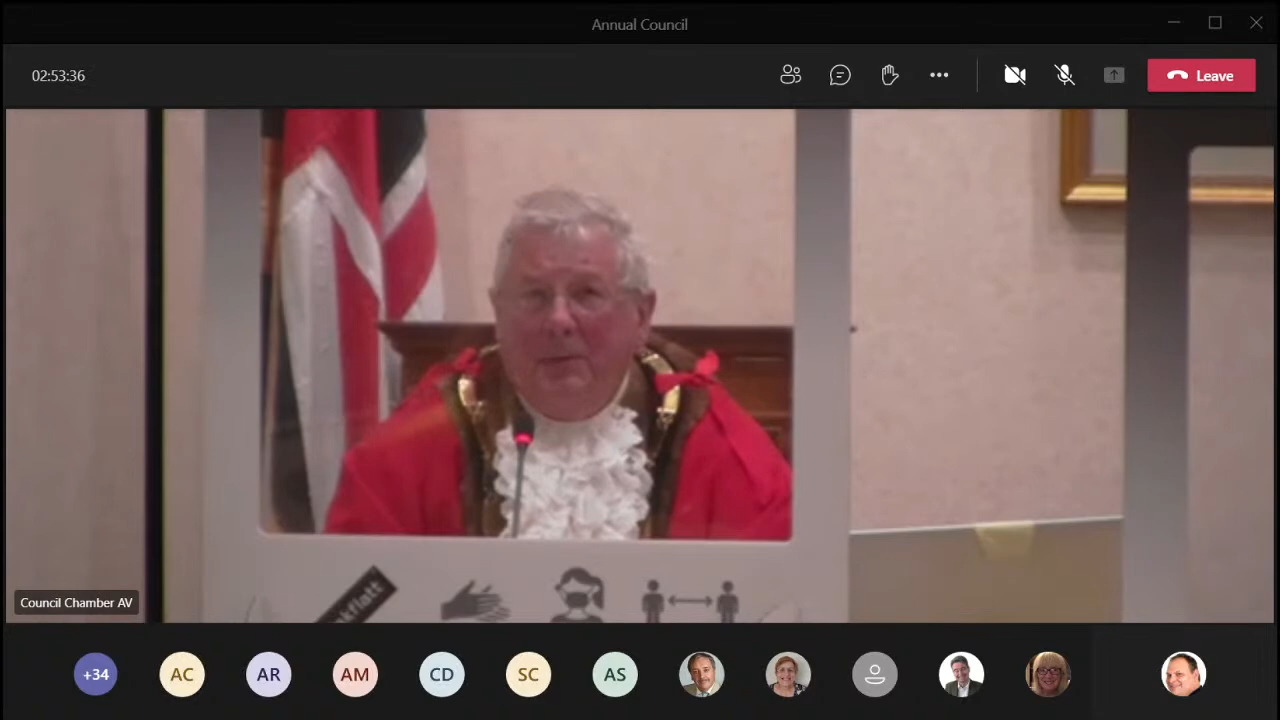 Annual Council
02:53:36
Leave
Council Chamber AV
+34
AC
AR
AM
CD
SC
AS